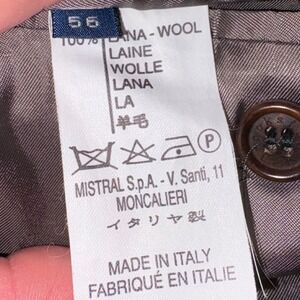 56
100% LANA - WOOL
LAINE
WOLLE
LANA
LA
羊毛
P
MISTRAL S.p.A. - V. Santi, 11
MONCALIERI
イタリヤ製
MADE IN ITALY
FABRIQUÉ EN ITALIE